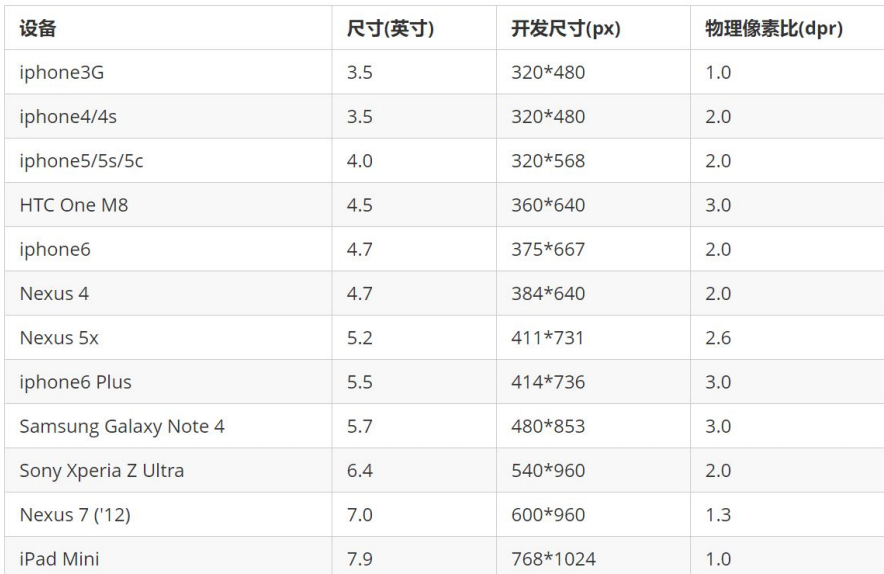 设备 尺寸(英寸) 开发尺寸(px) 物理像素比(dpr)
iphone3G 3.5 320*480 1.0
iphone4/4s 3.5 320*480 2.0
iphone5/5s/5c 4.0 320*568 2.0
HTC One M8 4.5 360*640 3.0
iphone6 4.7 375*667 2.0
Nexus 4 4.7 384*640 2.0
Nexus 5x 5.2 411*731 2.6
iphone6 Plus 5.5 414*736 3.0
Samsung Galaxy Note 4 5.7 480*853 3.0
Sony Xperia Z Ultra 6.4 540*960 2.0
Nexus 7 ('12) 7.0 600*960 1.3
iPad Mini 7.9 768*1024 1.0